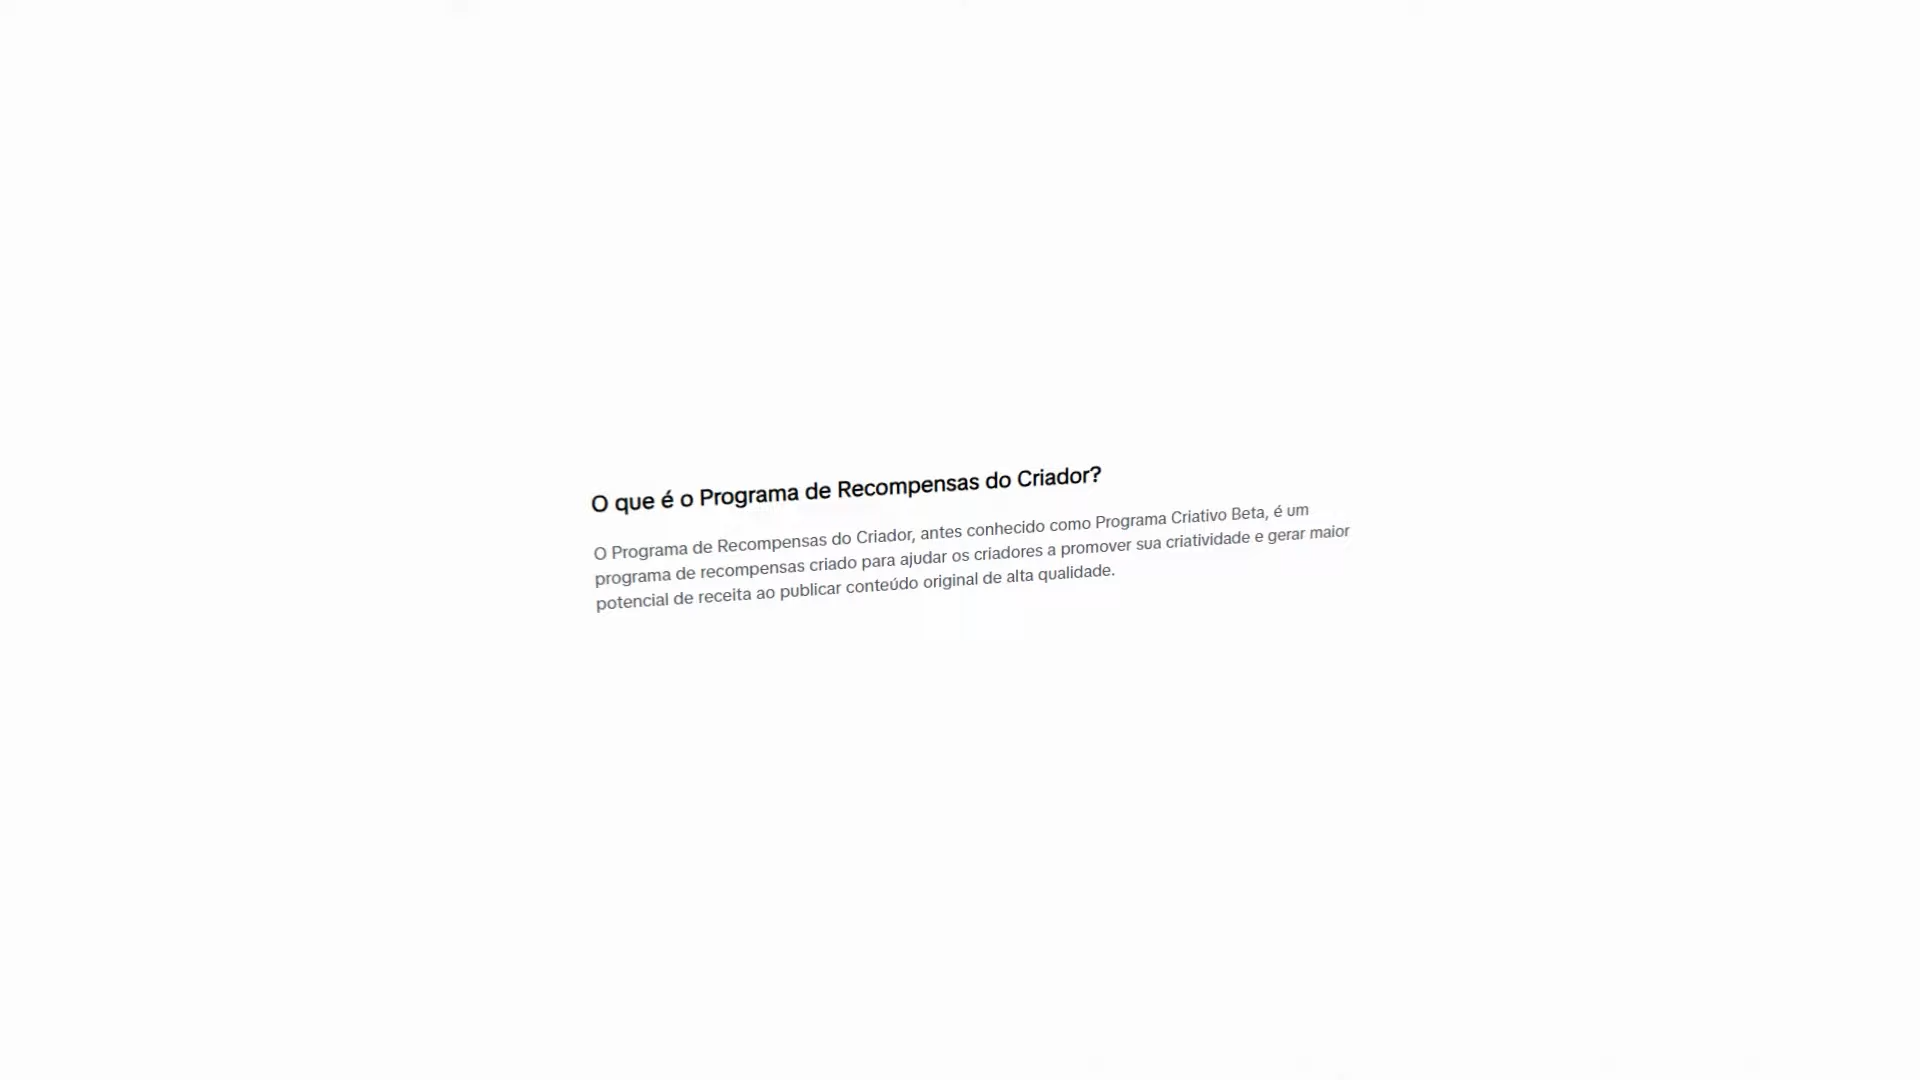 O que é o Programa de Recompensas do Criador?
O Programa de Recompensas do Criador, antes conhecido como Programa Criativo Beta, é um
programa de recompensas criado para ajudar os criadores a promover sua criatividade e gerar maior
potencial de receita ao publicar conteúdo original de alta qualidade.